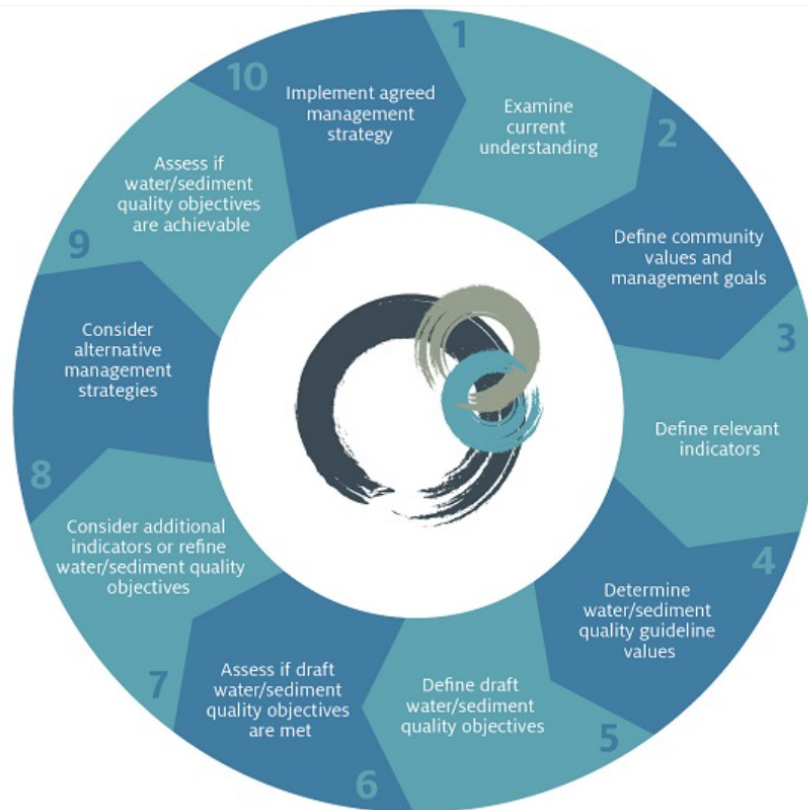 1
Examine
current
understanding
2
Define community
values and
management goals
3
Define relevant
indicators
4
Determine
water/sediment
quality guideline
values
5
Define draft
water/sediment
quality objectives
6
Assess if draft
water/sediment
quality objectives
are met
7
Consider additional
indicators or refine
water/sediment quality
objectives
8
Consider
alternative
management
strategies
9
Assess if
water/sediment
quality objectives
are achievable
10
Implement agreed
management
strategy